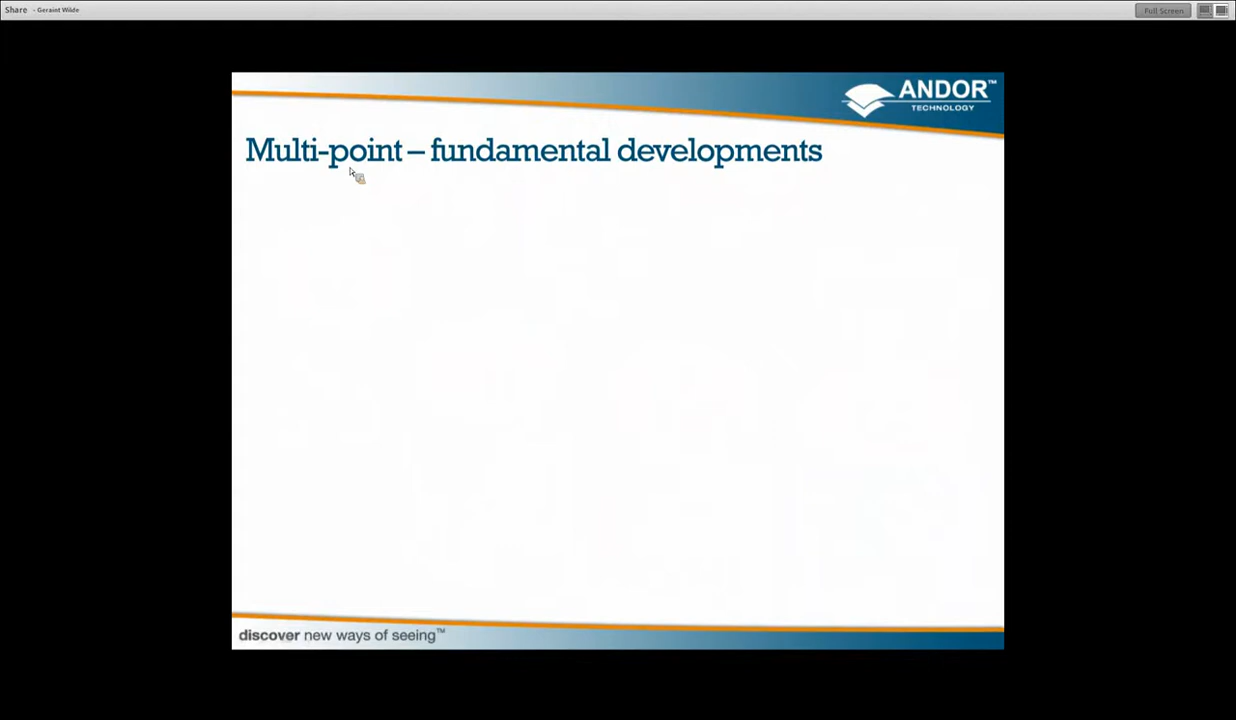 Share - Geraint Wilde
Full Screen
ANDOR™
TECHNOLOGY
Multi-point – fundamental developments
discover new ways of seeing™